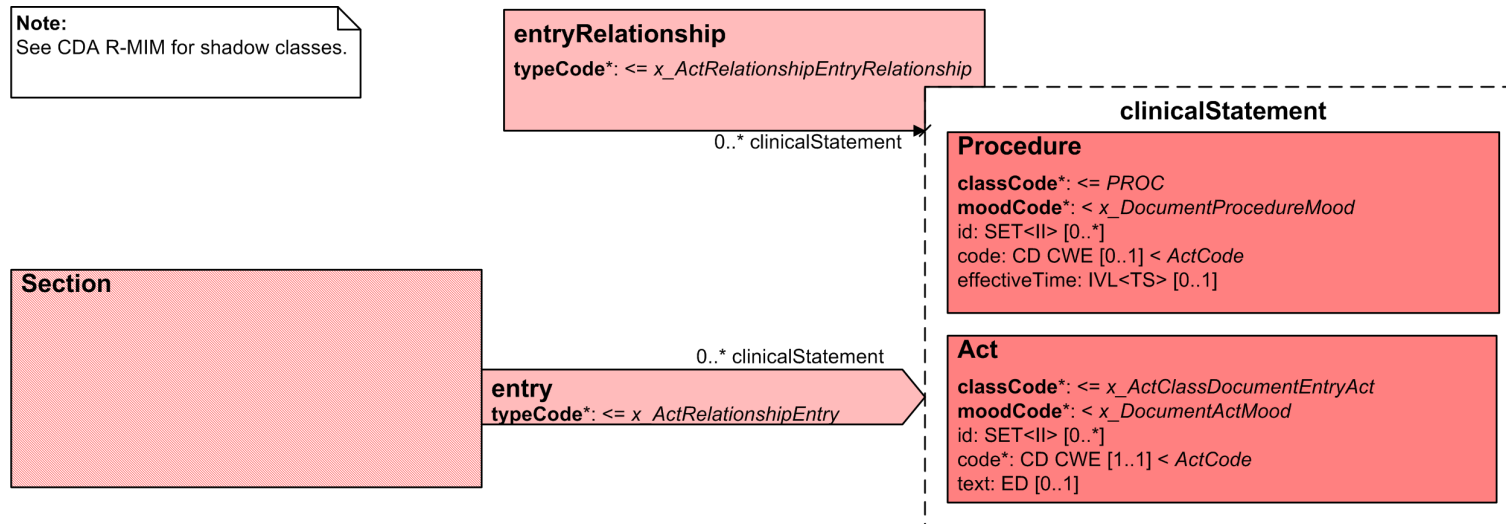 Note:
See CDA R-MIM for shadow classes.
entryRelationship
typeCode*: <= x_ActRelationshipEntryRelationship
0..* clinicalStatement
clinicalStatement
Procedure
classCode*: <= PROC
moodCode*: < x_DocumentProcedureMood
id: SET<II> [0..*]
code: CD CWE [0..1] < ActCode
effectiveTime: IVL<TS> [0..1]
Section
0..* clinicalStatement
entry
typeCode*: <= x_ActRelationshipEntry
Act
classCode*: <= x_ActClassDocumentEntryAct
moodCode*: < x_DocumentActMood
id: SET<II> [0..*]
code*: CD CWE [1..1] < ActCode
text: ED [0..1]